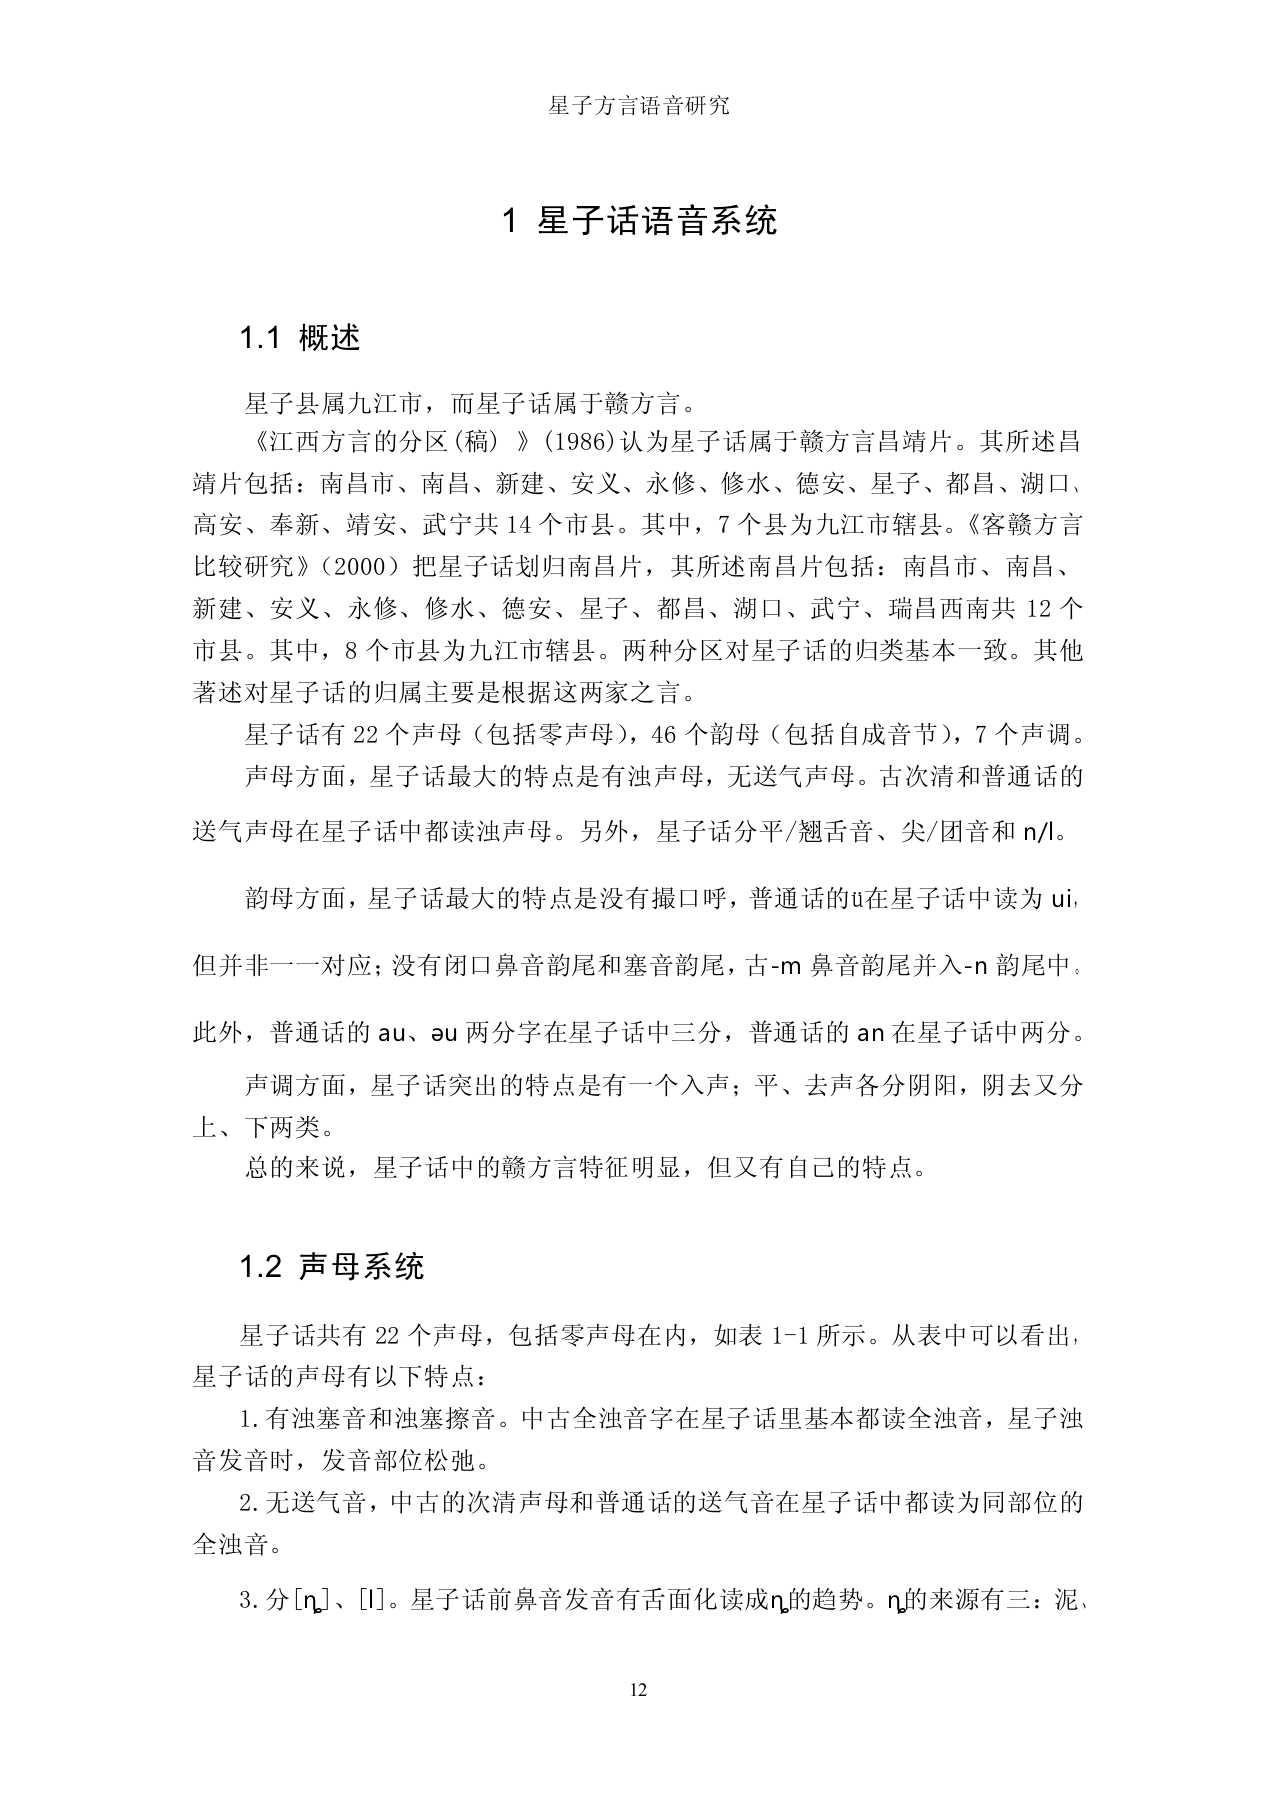 星子方言语音研究
1 星子话语音系统
1.1 概述
星子县属九江市，而星子话属于赣方言。
《江西方言的分区(稿) 》(1986)认为星子话属于赣方言昌靖片。其所述昌
靖片包括：南昌市、南昌、新建、安义、永修、修水、德安、星子、都昌、湖口、
高安、奉新、靖安、武宁共 14 个市县。其中，7 个县为九江市辖县。《客赣方言
比较研究》（2000）把星子话划归南昌片，其所述南昌片包括：南昌市、南昌、
新建、安义、永修、修水、德安、星子、都昌、湖口、武宁、瑞昌西南共 12 个
市县。其中，8 个市县为九江市辖县。两种分区对星子话的归类基本一致。其他
著述对星子话的归属主要是根据这两家之言。
星子话有 22 个声母（包括零声母），46 个韵母（包括自成音节），7 个声调。
声母方面，星子话最大的特点是有浊声母，无送气声母。古次清和普通话的
送气声母在星子话中都读浊声母。另外，星子话分平/翘舌音、尖/团音和 n/l。
韵母方面，星子话最大的特点是没有撮口呼，普通话的ü在星子话中读为 ui，
但并非一一对应；没有闭口鼻音韵尾和塞音韵尾，古-m 鼻音韵尾并入-n 韵尾中。
此外，普通话的 au、əu 两分字在星子话中三分，普通话的 an 在星子话中两分。
声调方面，星子话突出的特点是有一个入声；平、去声各分阴阳，阴去又分
上、下两类。
总的来说，星子话中的赣方言特征明显，但又有自己的特点。
1.2 声母系统
星子话共有 22 个声母，包括零声母在内，如表 1-1 所示。从表中可以看出，
星子话的声母有以下特点：
1.有浊塞音和浊塞擦音。中古全浊音字在星子话里基本都读全浊音，星子浊
音发音时，发音部位松弛。
2.无送气音，中古的次清声母和普通话的送气音在星子话中都读为同部位的
全浊音。
3.分[ȵ]、[l]。星子话前鼻音发音有舌面化读成ȵ的趋势。ȵ的来源有三：泥、
12